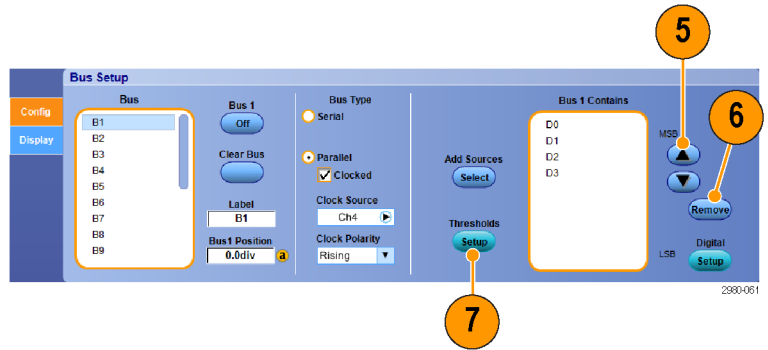 5
Bus Setup
Config
Display
Bus
B1
B2
B3
B4
B5
B6
B7
B8
B9
Bus 1
Off
Clear Bus
Label
B1
Bus1 Position
0.0div a
Bus Type
Serial
Parallel
Clocked
Clock Source
Ch4
Clock Polarity
Rising
Add Sources
Select
Thresholds
Setup
7
Bus 1 Contains
D0
D1
D2
D3
MSB
6
Remove
LSB
Digital
Setup
2980-061